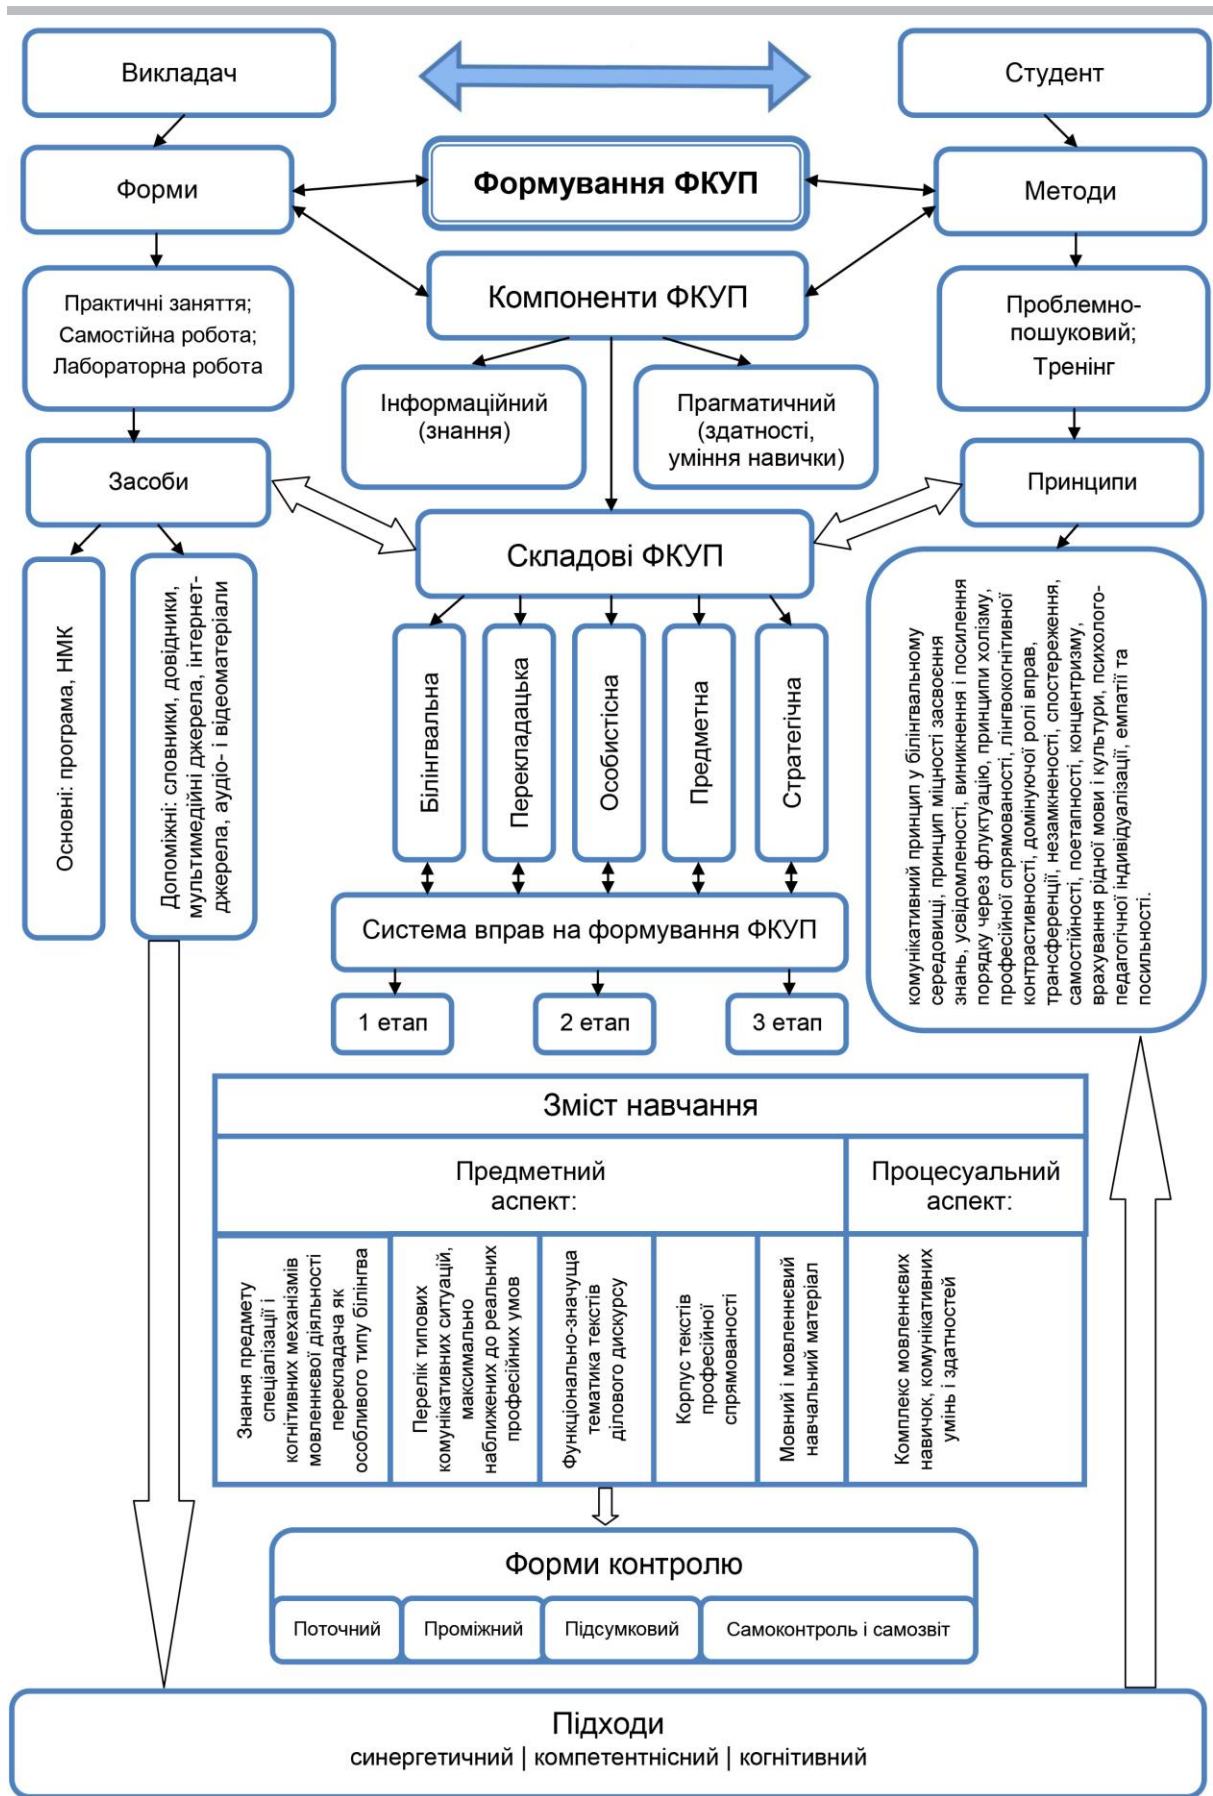 Викладач
Студент
Форми
Формування ФКУП
Методи
Практичні заняття;
Самостійна робота;
Лабораторна робота
Компоненти ФКУП
Проблемно-
пошуковий;
Тренінг
Інформаційний
(знання)
Прагматичний
(здатності,
уміння навички)
Засоби
Принципи
Складові ФКУП
Основні: програма, НМК
Допоміжні: словники, довідники,
мультимедійні джерела, інтернет-
джерела, аудіо- і відеоматеріали
Білінгвальна
Перекладацька
Особистісна
Предметна
Стратегічна
комунікативний принцип у білінгвальному
середовищі, принцип міцності засвоєння
знань, усвідомленості, виникнення і посилення
порядку через флуктуацію, принципи холізму,
професійної спрямованості, лінгвокогнітивної
контрастивності, домінуючої ролі вправ,
трансференції, незамкненості, спостереження,
самостійності, поетапності, концентризму,
врахування рідної мови і культури, психолого-
педагогічної індивідуалізації, емпатії та
посильності.
Система вправ на формування ФКУП
1 етап
2 етап
3 етап
Зміст навчання
Предметний
аспект:
Процесуальний
аспект:
Знання предмету
спеціалізації і
когнітивних механізмів
мовленнєвої діяльності
перекладача як
особливого типу білінгва
Перелік типових
комунікативних ситуацій,
максимально
наближених до реальних
професійних умов
Функціонально-значуща
тематика текстів
ділового дискурсу
Корпус текстів
професійної
спрямованості
Мовний і мовленнєвий
навчальний матеріал
Комплекс мовленнєвих
навичок, комунікативних
умінь і здатностей
Форми контролю
Поточний
Проміжний
Підсумковий
Самоконтроль і самозвіт
Підходи
синергетичний | компетентнісний | когнітивний